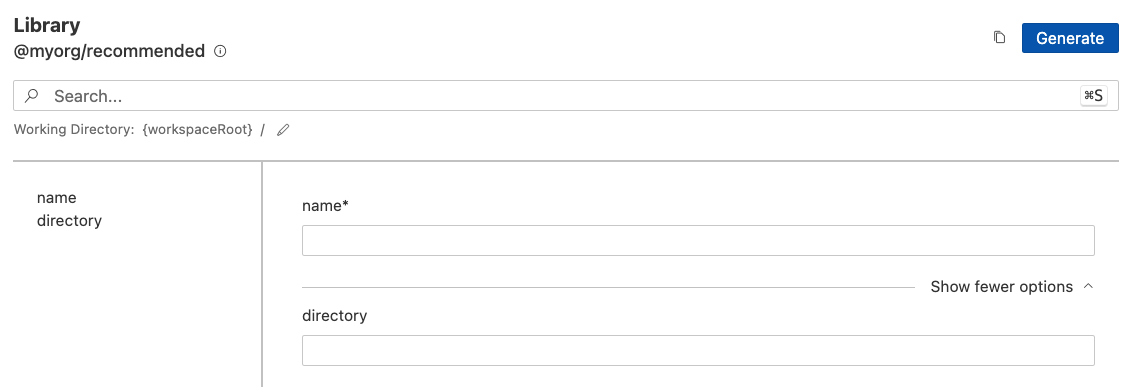 Library
@myorg/recommended
Generate
Search...
⌘S
Working Directory: {workspaceRoot} /
name
directory
name*
Show fewer options
directory